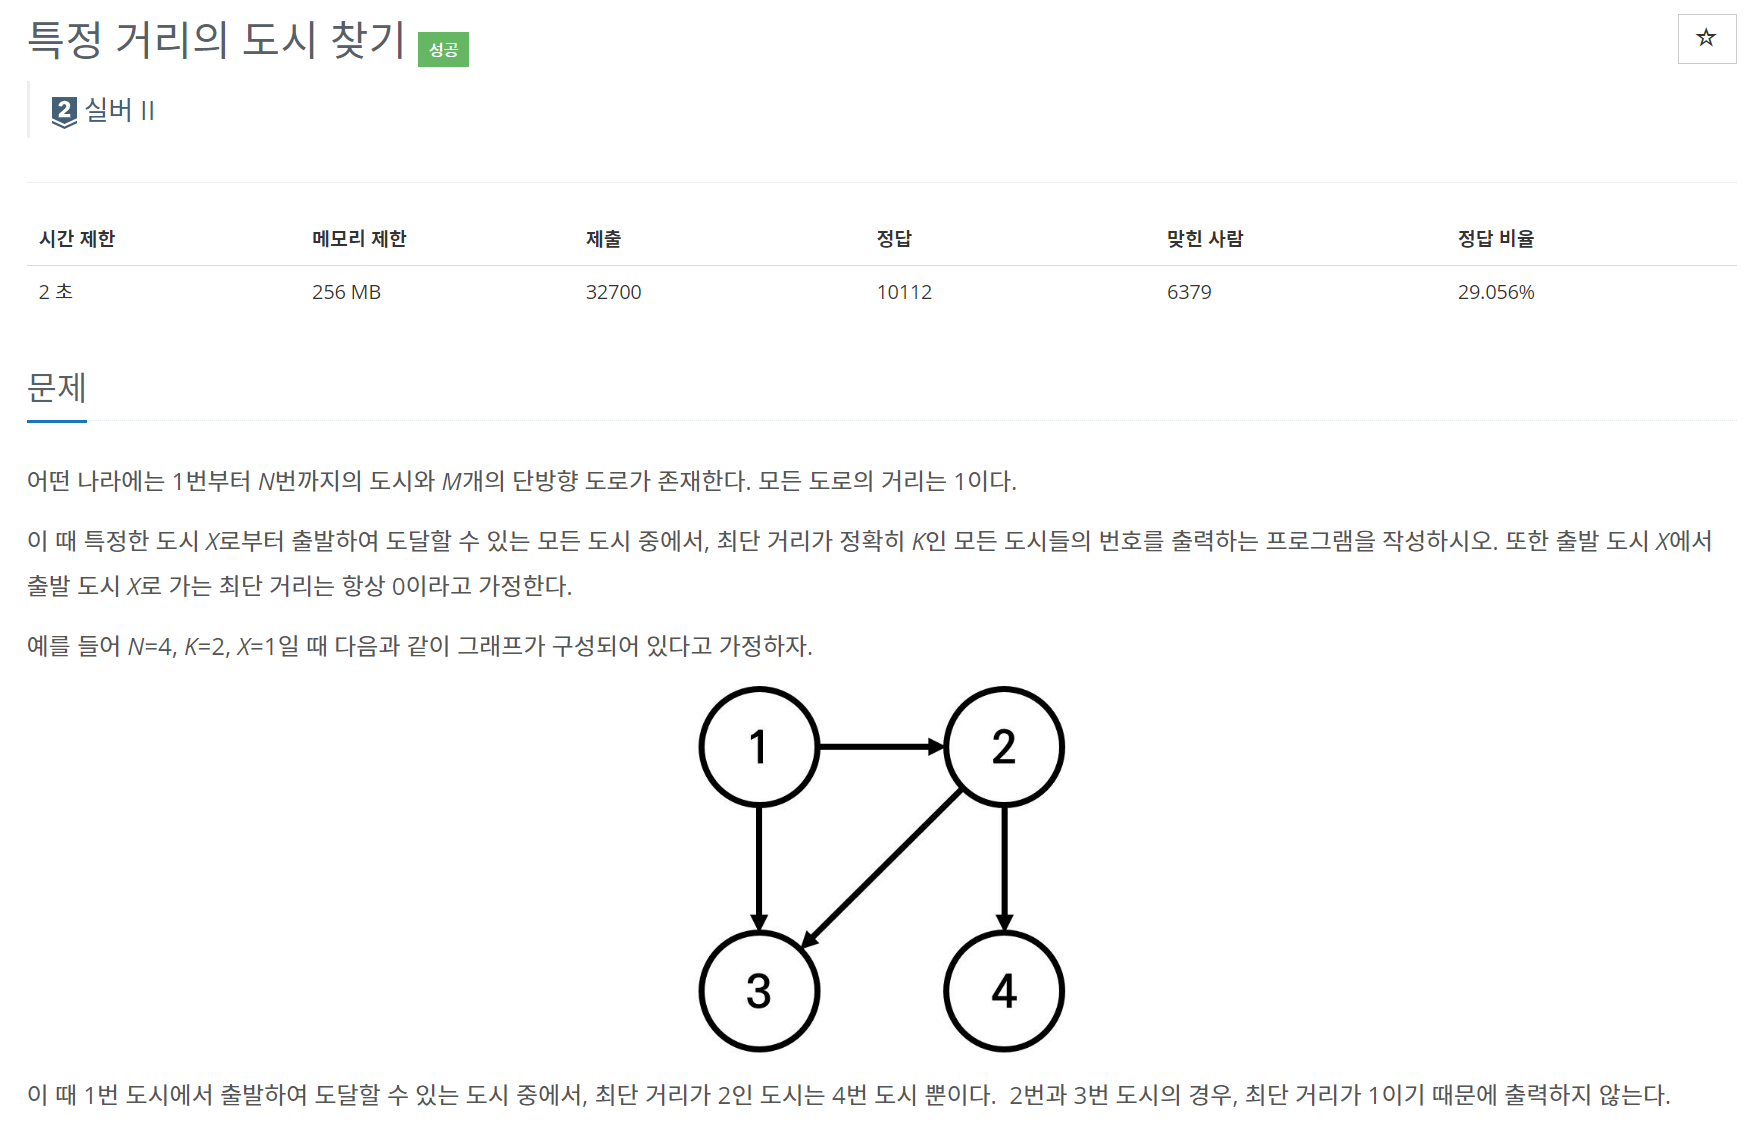 특정 거리의 도시 찾기 성공
☆
2 실버 II
시간 제한 메모리 제한 제출 정답 맞힌 사람 정답 비율
2 초 256 MB 32700 10112 6379 29.056%
문제
어떤 나라에는 1번부터 N번까지의 도시와 M개의 단방향 도로가 존재한다. 모든 도로의 거리는 1이다.
이 때 특정한 도시 X로부터 출발하여 도달할 수 있는 모든 도시 중에서, 최단 거리가 정확히 K인 모든 도시들의 번호를 출력하는 프로그램을 작성하시오. 또한 출발 도시 X에서
출발 도시 X로 가는 최단 거리는 항상 0이라고 가정한다.
예를 들어 N=4, K=2, X=1일 때 다음과 같이 그래프가 구성되어 있다고 가정하자.
1 2
3 4
이 때 1번 도시에서 출발하여 도달할 수 있는 도시 중에서, 최단 거리가 2인 도시는 4번 도시 뿐이다.  2번과 3번 도시의 경우, 최단 거리가 1이기 때문에 출력하지 않는다.